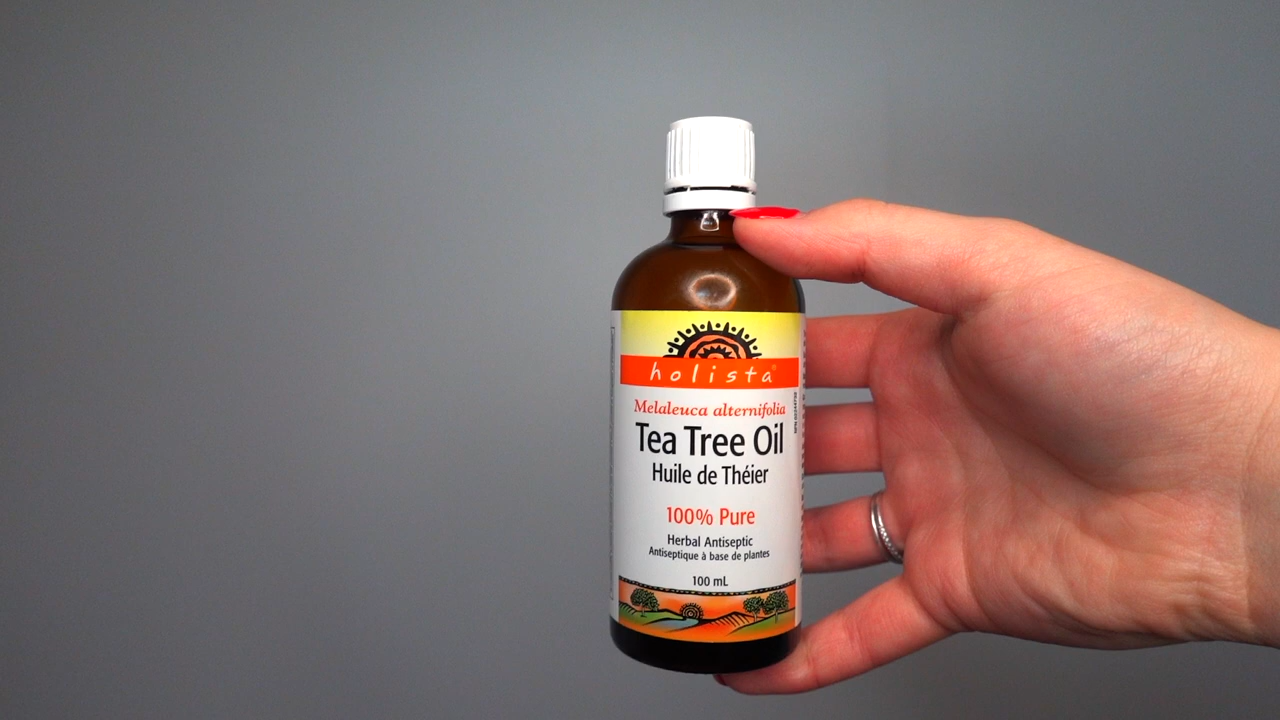 holista
Melaleuca alternifolia
Tea Tree Oil
Huile de Théier
100% Pure
Herbal Antiseptic
Antiseptique à base de plantes
100 mL